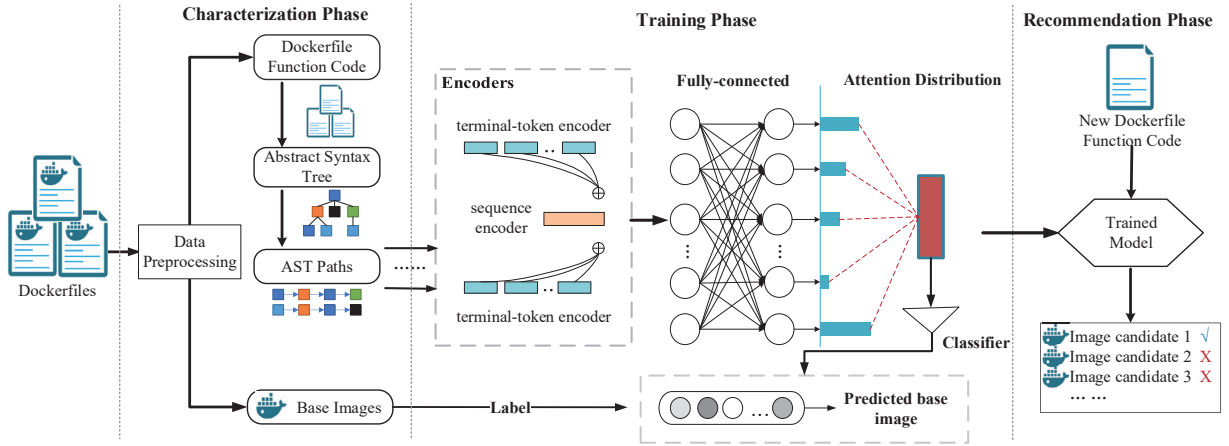 Characterization Phase
Training Phase
Recommendation Phase
Dockerfiles
Data
Preprocessing
Dockerfile
Function Code
Abstract Syntax
Tree
AST Paths
......
Base Images
Label
Encoders
terminal-token encoder
..
sequence
encoder
..
terminal-token encoder
Fully-connected
Attention Distribution
Classifier
...
Predicted base
image
New Dockerfile
Function Code
Trained
Model
Image candidate 1 √
Image candidate 2 X
Image candidate 3 X
... ...